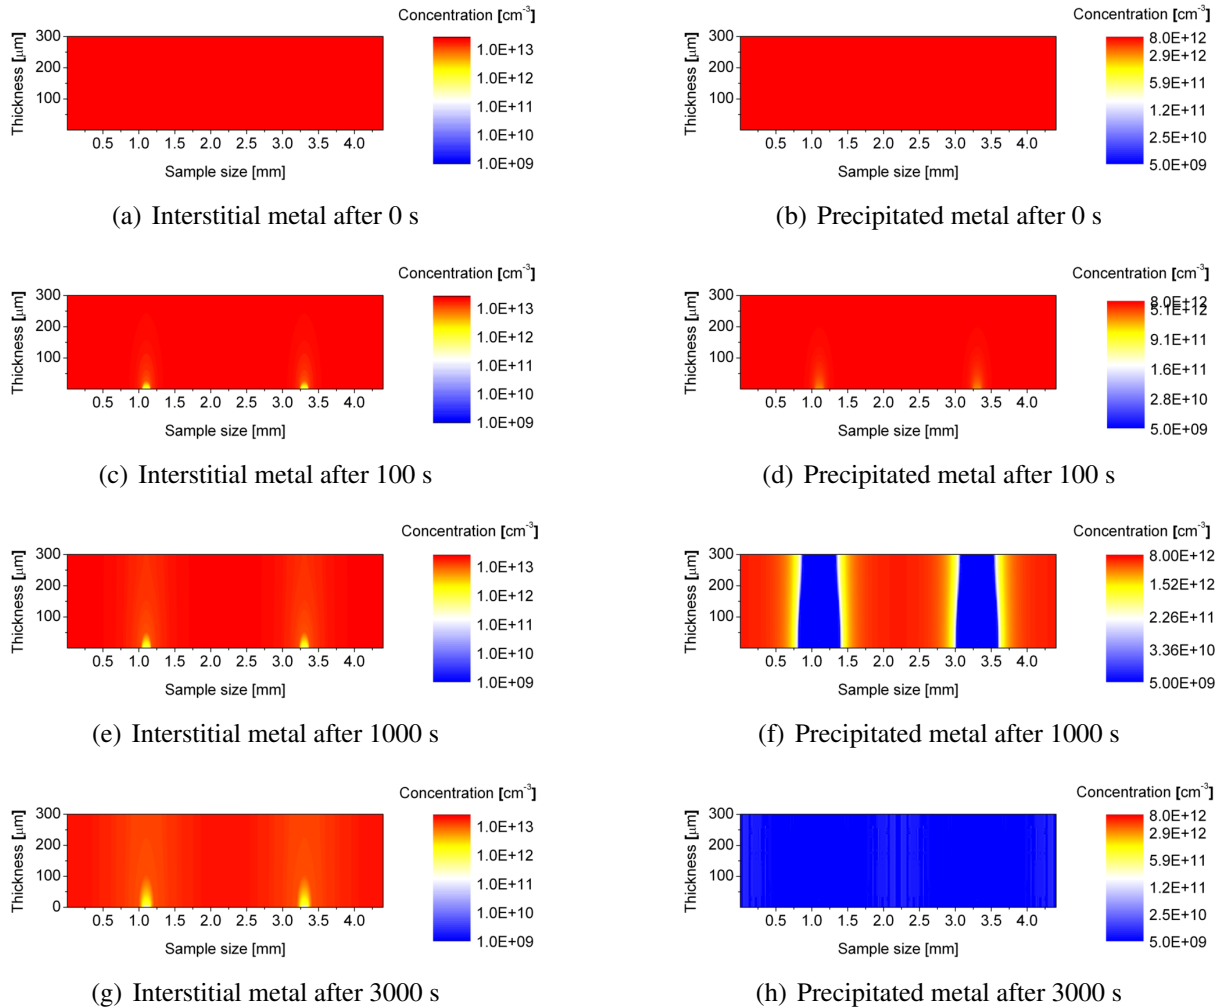 Concentration [cm⁻³]
Thickness [μm]
300
200
100
0.5 1.0 1.5 2.0 2.5 3.0 3.5 4.0
Sample size [mm]
1.0E+13
1.0E+12
1.0E+11
1.0E+10
1.0E+09
(a) Interstitial metal after 0 s
Concentration [cm⁻³]
Thickness [μm]
300
200
100
0.5 1.0 1.5 2.0 2.5 3.0 3.5 4.0
Sample size [mm]
8.0E+12
2.9E+12
5.9E+11
1.2E+11
2.5E+10
5.0E+09
(b) Precipitated metal after 0 s
Concentration [cm⁻³]
Thickness [μm]
300
200
100
0.5 1.0 1.5 2.0 2.5 3.0 3.5 4.0
Sample size [mm]
1.0E+13
1.0E+12
1.0E+11
1.0E+10
1.0E+09
(c) Interstitial metal after 100 s
Concentration [cm⁻³]
Thickness [μm]
300
200
100
0.5 1.0 1.5 2.0 2.5 3.0 3.5 4.0
Sample size [mm]
8.0E+12
5.1E+12
9.1E+11
1.6E+11
2.8E+10
5.0E+09
(d) Precipitated metal after 100 s
Concentration [cm⁻³]
Thickness [μm]
300
200
100
0.5 1.0 1.5 2.0 2.5 3.0 3.5 4.0
Sample size [mm]
1.0E+13
1.0E+12
1.0E+11
1.0E+10
1.0E+09
(e) Interstitial metal after 1000 s
Concentration [cm⁻³]
Thickness [μm]
300
200
100
0.5 1.0 1.5 2.0 2.5 3.0 3.5 4.0
Sample size [mm]
8.00E+12
1.52E+12
2.26E+11
3.36E+10
5.00E+09
(f) Precipitated metal after 1000 s
Concentration [cm⁻³]
Thickness [μm]
300
200
100
0
0.5 1.0 1.5 2.0 2.5 3.0 3.5 4.0
Sample size [mm]
1.0E+13
1.0E+12
1.0E+11
1.0E+10
1.0E+09
(g) Interstitial metal after 3000 s
Concentration [cm⁻³]
Thickness [μm]
300
200
100
0.5 1.0 1.5 2.0 2.5 3.0 3.5 4.0
Sample size [mm]
8.0E+12
2.9E+12
5.9E+11
1.2E+11
2.5E+10
5.0E+09
(h) Precipitated metal after 3000 s